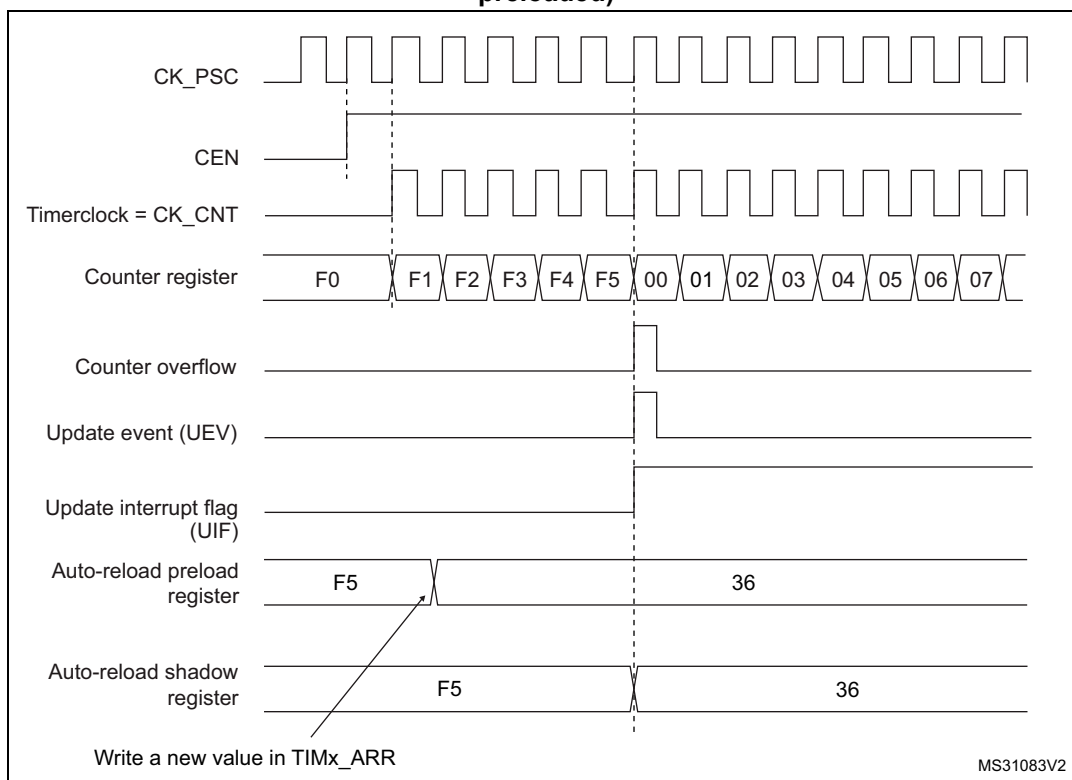 preloaded)
CK_PSC
CEN
Timerclock = CK_CNT
Counter register F0 F1 F2 F3 F4 F5 00 01 02 03 04 05 06 07
Counter overflow
Update event (UEV)
Update interrupt flag
(UIF)
Auto-reload preload
register
F5 36
Auto-reload shadow
register
F5 36
Write a new value in TIMx_ARR
MS31083V2